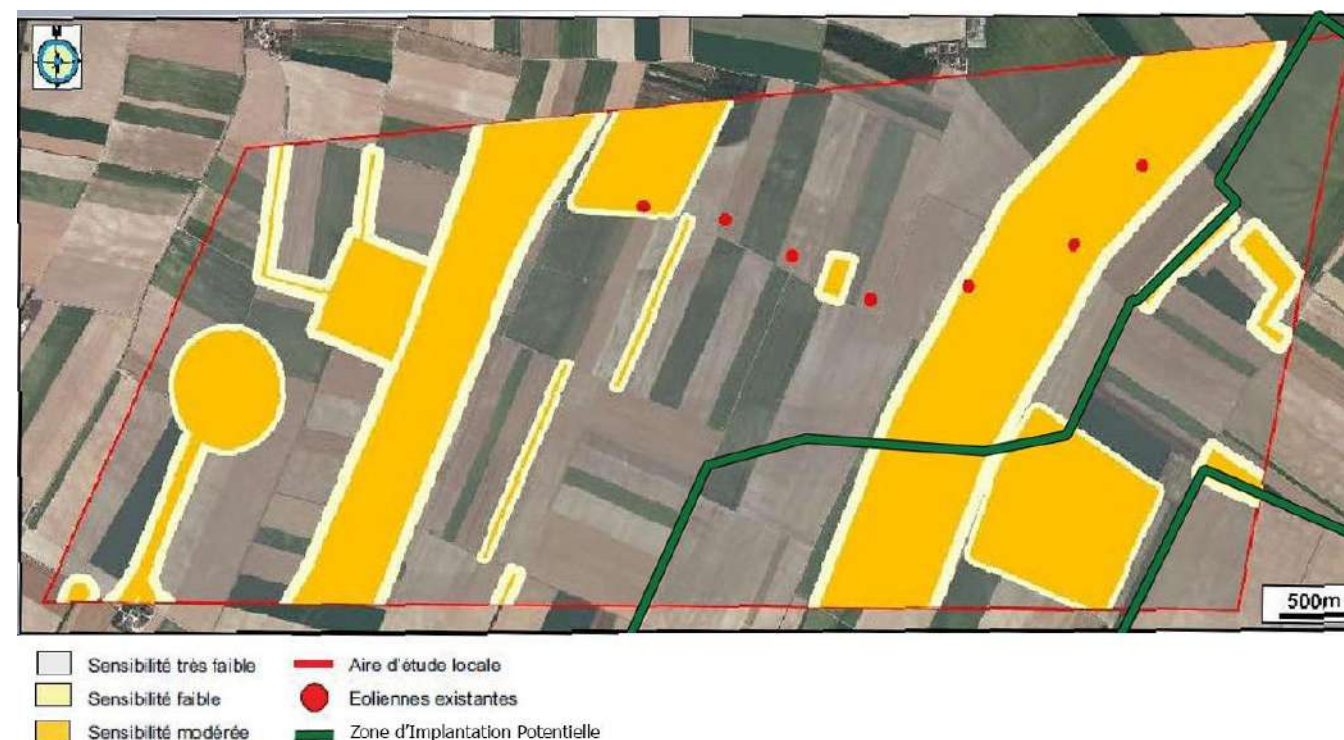 N
500m
Sensibilité très faible
Aire d'étude locale
Sensibilité faible
Eoliennes existantes
Sensibilité modérée
Zone d'Implantation Potentielle